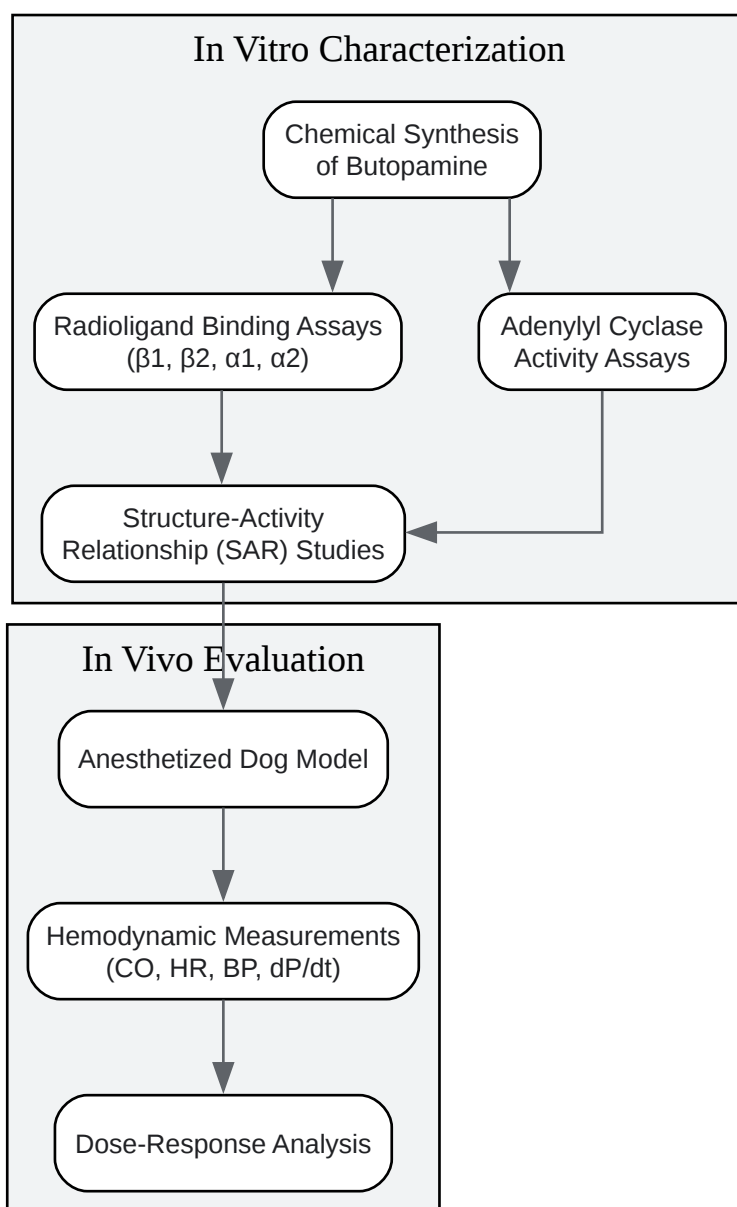 In Vitro Characterization
Chemical Synthesis
of Butopamine
Radioligand Binding Assays
(β1, β2, α1, α2)
Adenylyl Cyclase
Activity Assays
Structure-Activity
Relationship (SAR) Studies
In Vivo Evaluation
Anesthetized Dog Model
Hemodynamic Measurements
(CO, HR, BP, dP/dt)
Dose-Response Analysis